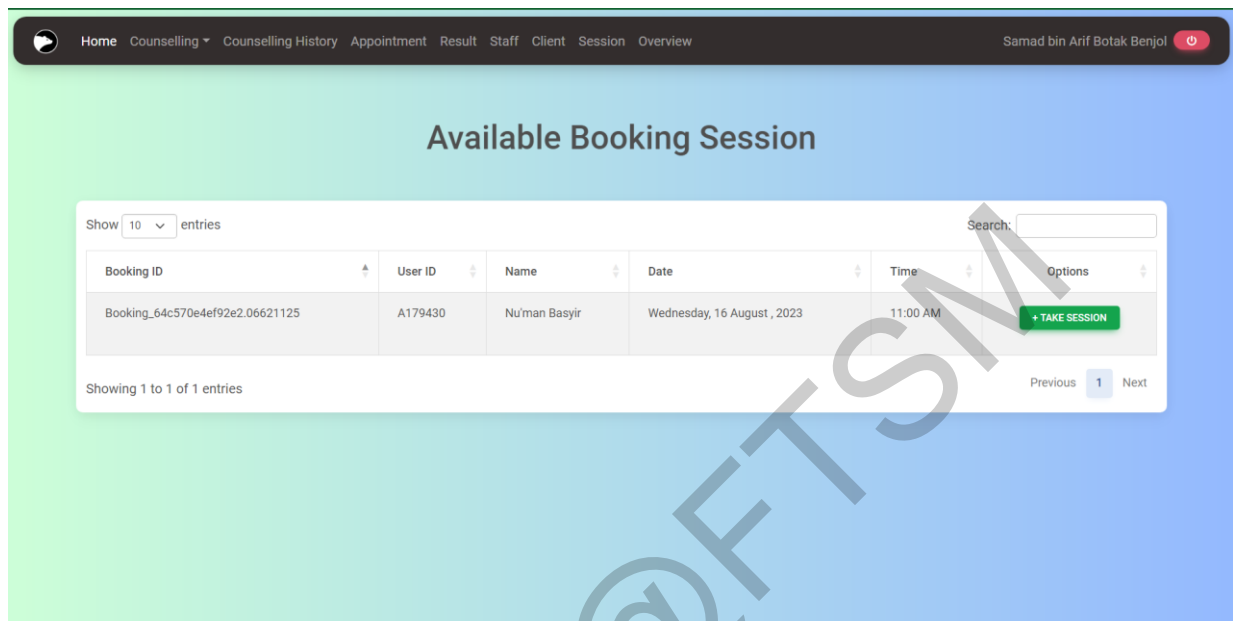 Home Counselling Counselling History Appointment Result Staff Client Session Overview Samad bin Arif Botak Benjol
Available Booking Session
Show 10 entries Search:
Booking ID User ID Name Date Time Options
Booking_64c570e4ef92e2.06621125 A179430 Nu'man Basyir Wednesday, 16 August , 2023 11:00 AM + TAKE SESSION
Showing 1 to 1 of 1 entries Previous 1 Next
@FTSM